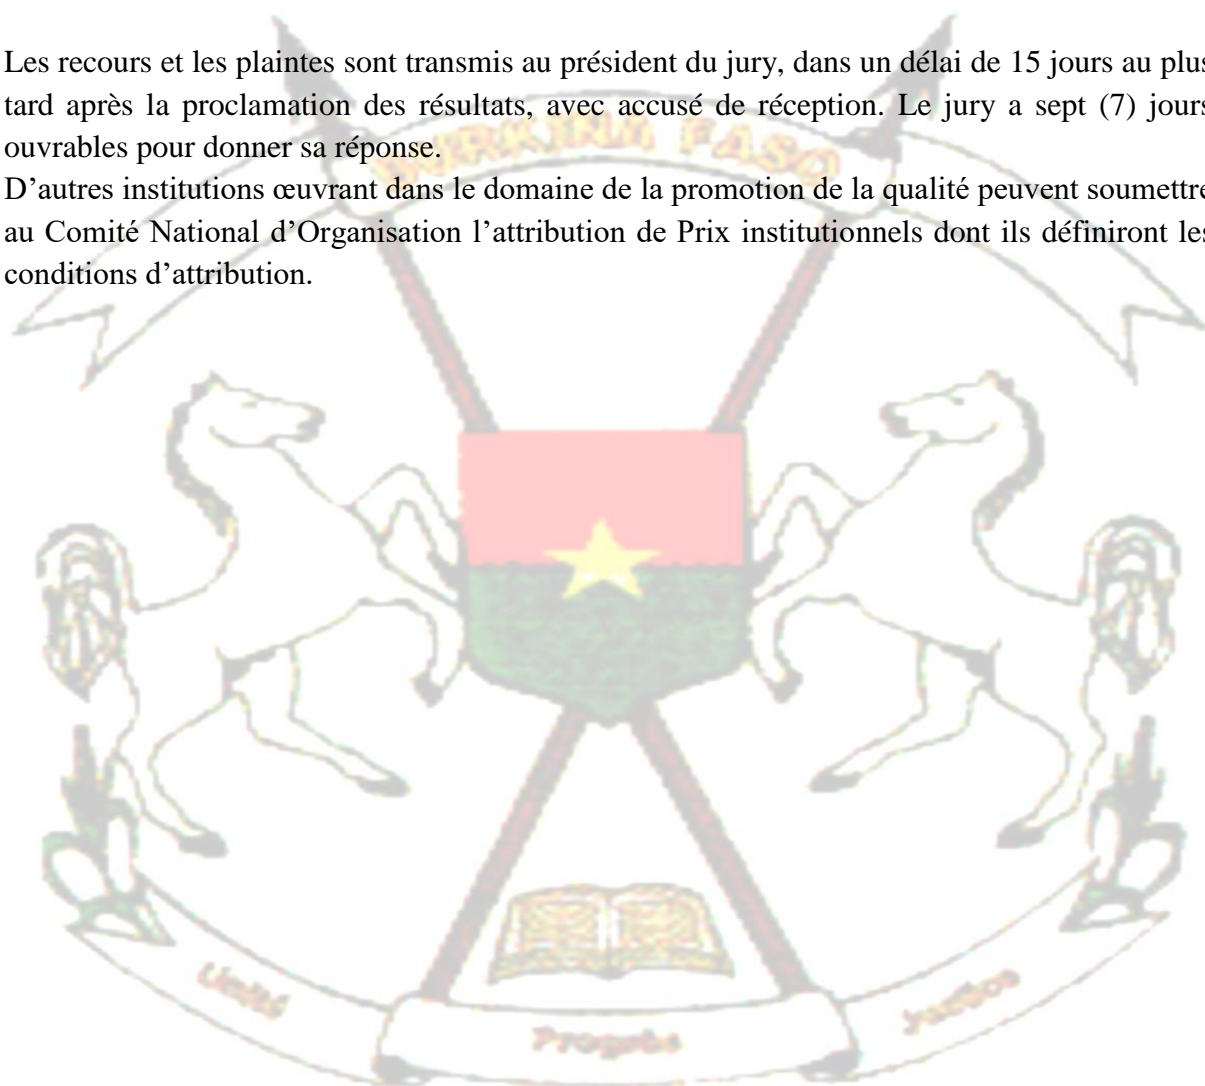 Les recours et les plaintes sont transmis au président du jury, dans un délai de 15 jours au plus
tard après la proclamation des résultats, avec accusé de réception. Le jury a sept (7) jours
ouvrables pour donner sa réponse.
BURKINA FASO
D’autres institutions œuvrant dans le domaine de la promotion de la qualité peuvent soumettre
au Comité National d’Organisation l’attribution de Prix institutionnels dont ils définiront les
conditions d’attribution.
Unité
Progrès
Justice